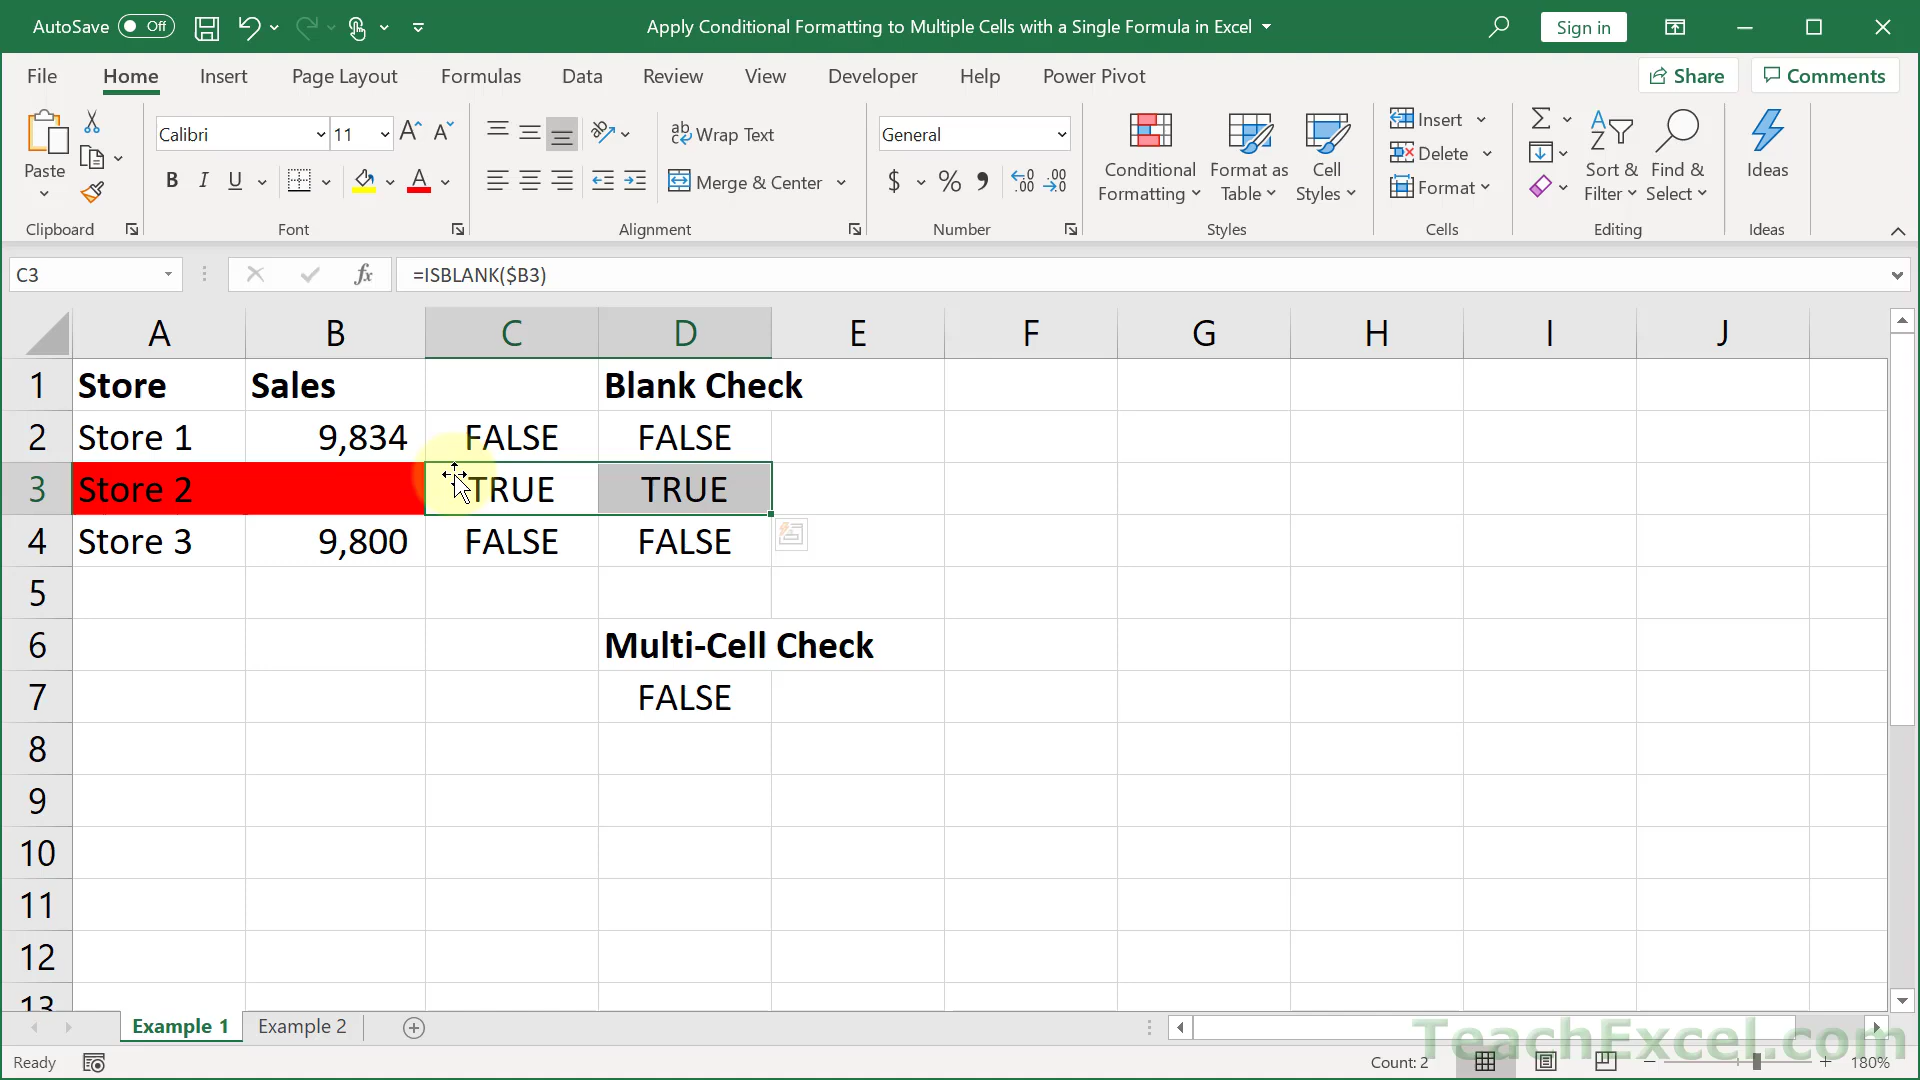 AutoSave Off Apply Conditional Formatting to Multiple Cells with a Single Formula in Excel Sign in
File Home Insert Page Layout Formulas Data Review View Developer Help Power Pivot Share Comments
Paste
Calibri 11
B I U A
Wrap Text
Merge & Center
General
$ % 9 .00 .00
Conditional Formatting
Format as Table
Cell Styles
Insert
Delete
Format
Sort & Filter
Find & Select
Ideas
Clipboard Font Alignment Number Styles Cells Editing Ideas
C3 fx =ISBLANK($B3)
A B C D E F G H I J
1 Store Sales Blank Check
2 Store 1 9,834 FALSE FALSE
3 Store 2 TRUE TRUE
4 Store 3 9,800 FALSE FALSE
5
6 Multi-Cell Check
7 FALSE
8
9
10
11
12
13
Example 1 Example 2
TeachExcel.com
Ready Count: 2 180%